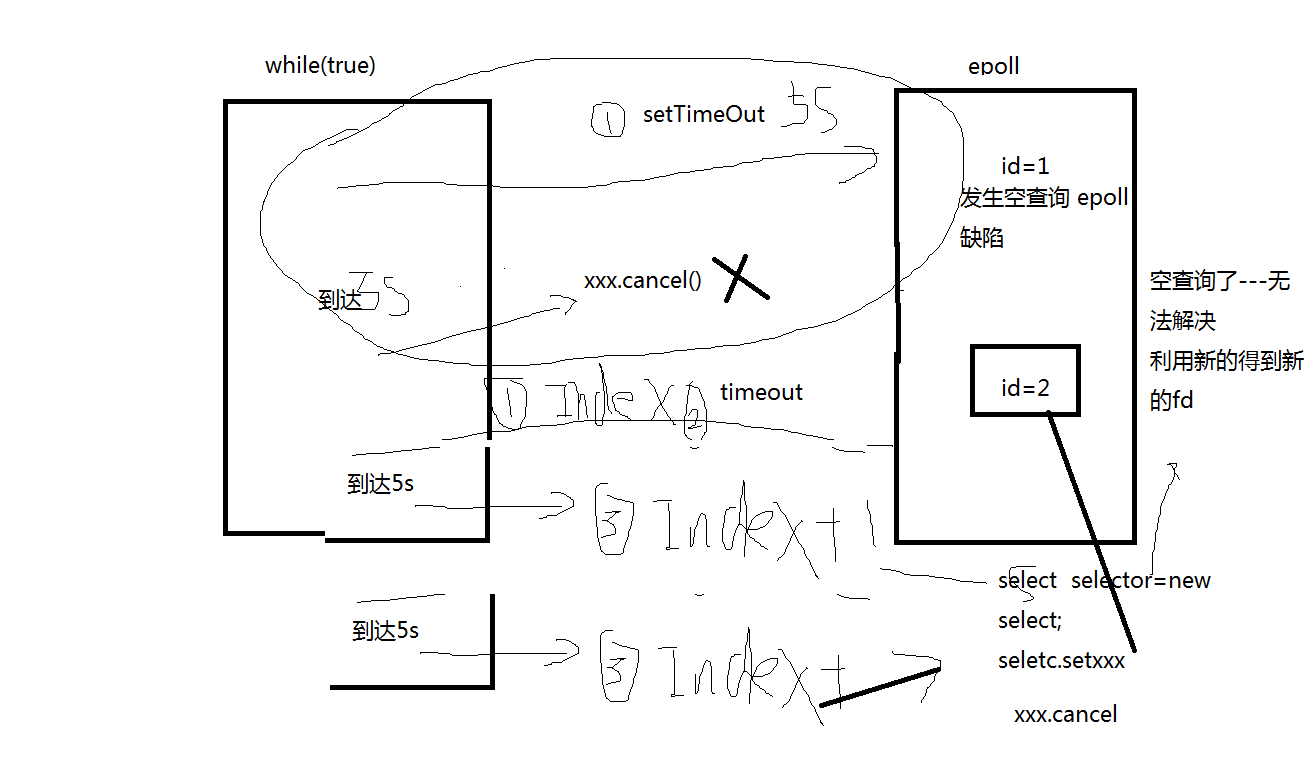 while(true)
epoll
① setTimeOut 5S
id=1
发生空查询 epoll
缺陷
xxx.cancel()
到达 5S
空查询了---无
法解决
利用新的得到新
的fd
id=2
① Index ② timeout
到达5s
③ Index+1
select selector=new
select;
seletc.setxxx
5
到达5s
③ Index+
xxx.cancel